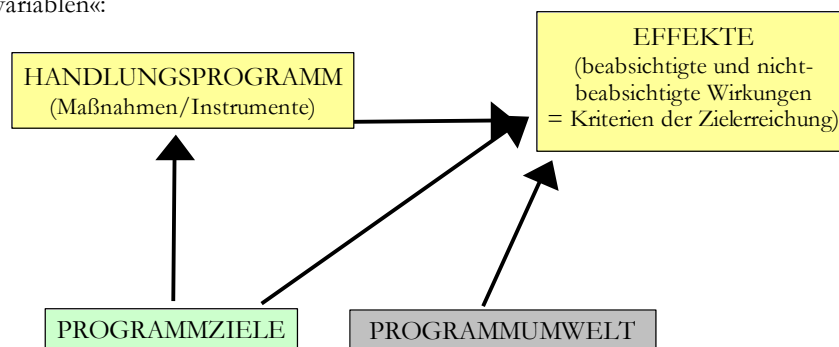 variablen«:
EFFEKTE
(beabsichtigte und nicht-
beabsichtigte Wirkungen
= Kriterien der Zielerreichung)
HANDLUNGSPROGRAMM
(Maßnahmen/Instrumente)
PROGRAMMZIELE
PROGRAMMUMWELT